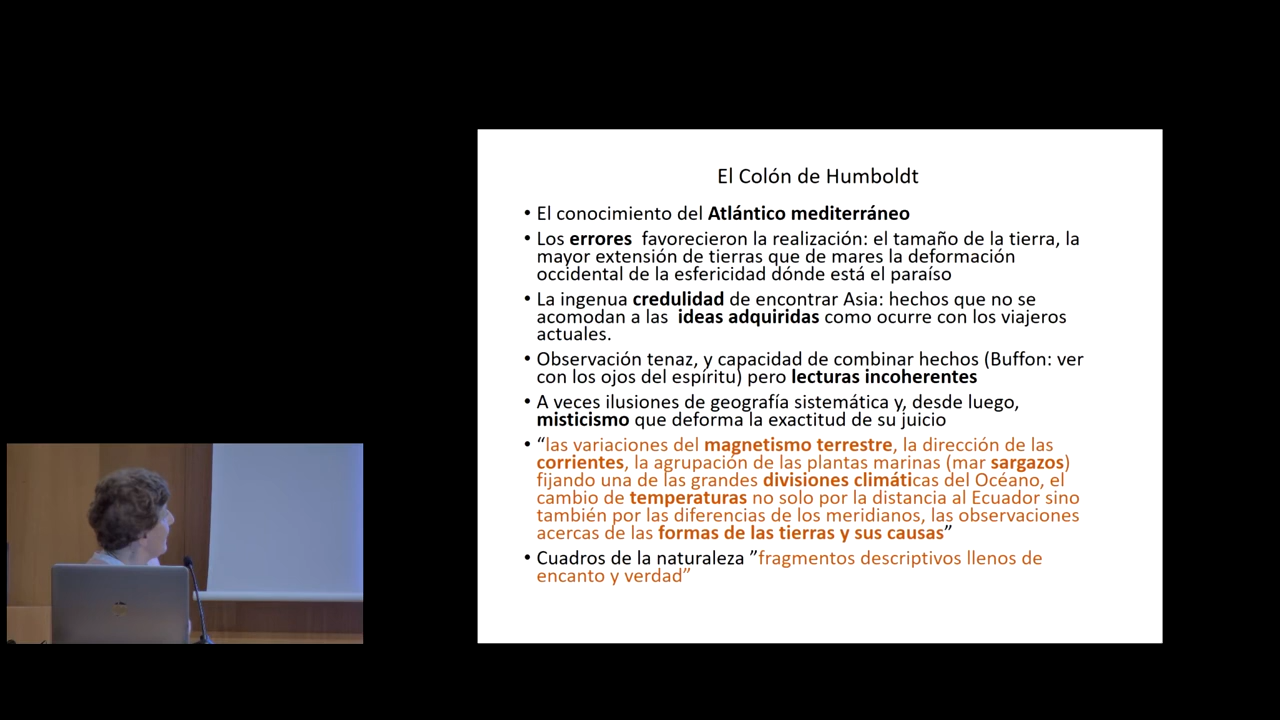 El Colón de Humboldt
• El conocimiento del Atlántico mediterráneo
• Los errores favorecieron la realización: el tamaño de la tierra, la
mayor extensión de tierras que de mares la deformación
occidental de la esfericidad dónde está el paraíso
• La ingenua credulidad de encontrar Asia: hechos que no se
acomodan a las ideas adquiridas como ocurre con los viajeros
actuales.
• Observación tenaz, y capacidad de combinar hechos (Buffon: ver
con los ojos del espíritu) pero lecturas incoherentes
• A veces ilusiones de geografía sistemática y, desde luego,
misticismo que deforma la exactitud de su juicio
• “las variaciones del magnetismo terrestre, la dirección de las
corrientes, la agrupación de las plantas marinas (mar sargazos)
fijando una de las grandes divisiones climáticas del Océano, el
cambio de temperaturas no solo por la distancia al Ecuador sino
también por las diferencias de los meridianos, las observaciones
acercas de las formas de las tierras y sus causas”
• Cuadros de la naturaleza ”fragmentos descriptivos llenos de
encanto y verdad”